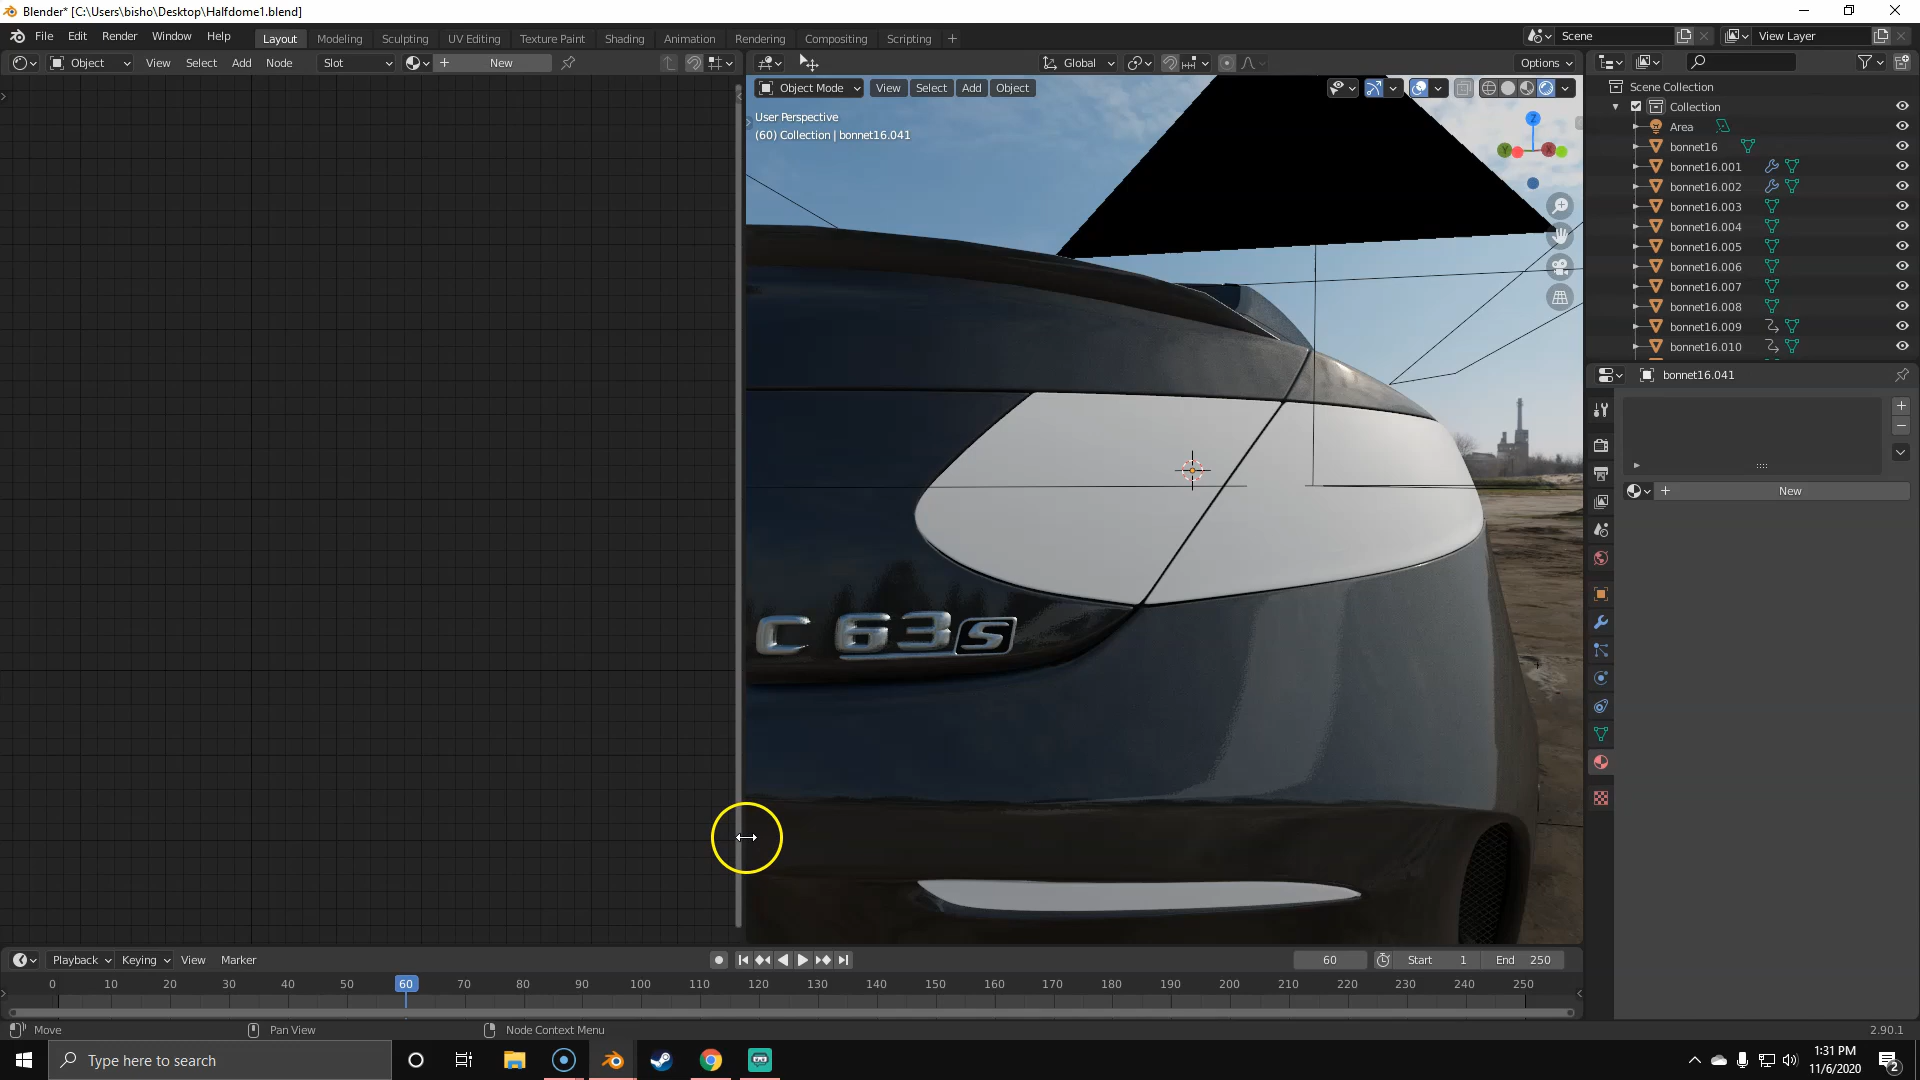 Blender* [C:\Users\bisho\Desktop\Halfdome1.blend]
File Edit Render Window Help Layout Modeling Sculpting UV Editing Texture Paint Shading Animation Rendering Compositing Scripting Scene View Layer
Object View Select Add Node Slot New Global Options
Object Mode View Select Add Object
User Perspective
(60) Collection | bonnet16.041
Z
Y
X
C 63 S
Scene Collection
Collection
Area
bonnet16
bonnet16.001
bonnet16.002
bonnet16.003
bonnet16.004
bonnet16.005
bonnet16.006
bonnet16.007
bonnet16.008
bonnet16.009
bonnet16.010
bonnet16.041
New
Playback Keying View Marker 60 Start 1 End 250
0 10 20 30 40 50 60 70 80 90 100 110 120 130 140 150 160 170 180 190 200 210 220 230 240 250
Move Pan View Node Context Menu 2.90.1
Type here to search
1:31 PM
11/6/2020
2